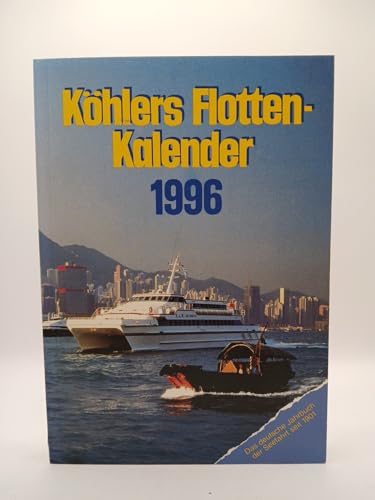 Köhlers Flotten-
Kalender
1996
Das deutsche Jahrbuch
der Seefahrt seit 1901